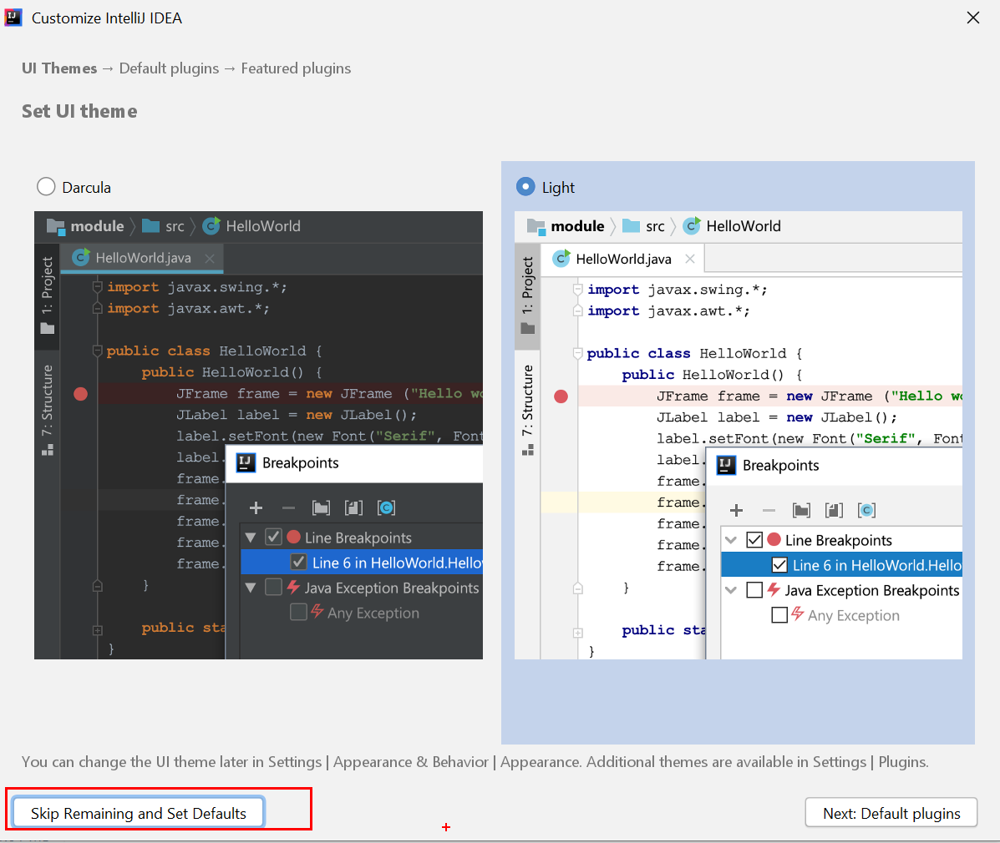 Customize IntelliJ IDEA
UI Themes → Default plugins → Featured plugins
Set UI theme
Darcula
module src HelloWorld
HelloWorld.java
1: Project
7: Structure
import javax.swing.*;
import javax.awt.*;
public class HelloWorld {
public HelloWorld() {
JFrame frame = new JFrame ("Hello wo
JLabel label = new JLabel();
label.setFont(new Font("Serif", Font
label.
frame.
frame.
frame.
frame.
frame.
}
public sta
}
Breakpoints
Line Breakpoints
Line 6 in HelloWorld.Hello
Java Exception Breakpoints
Any Exception
Light
module src HelloWorld
HelloWorld.java
1: Project
7: Structure
import javax.swing.*;
import javax.awt.*;
public class HelloWorld {
public HelloWorld() {
JFrame frame = new JFrame ("Hello wo
JLabel label = new JLabel();
label.setFont(new Font("Serif", Font
label.
frame.
frame.
frame.
frame.
frame.
}
public sta
}
Breakpoints
Line Breakpoints
Line 6 in HelloWorld.Hello
Java Exception Breakpoints
Any Exception
You can change the UI theme later in Settings | Appearance & Behavior | Appearance. Additional themes are available in Settings | Plugins.
Skip Remaining and Set Defaults
Next: Default plugins